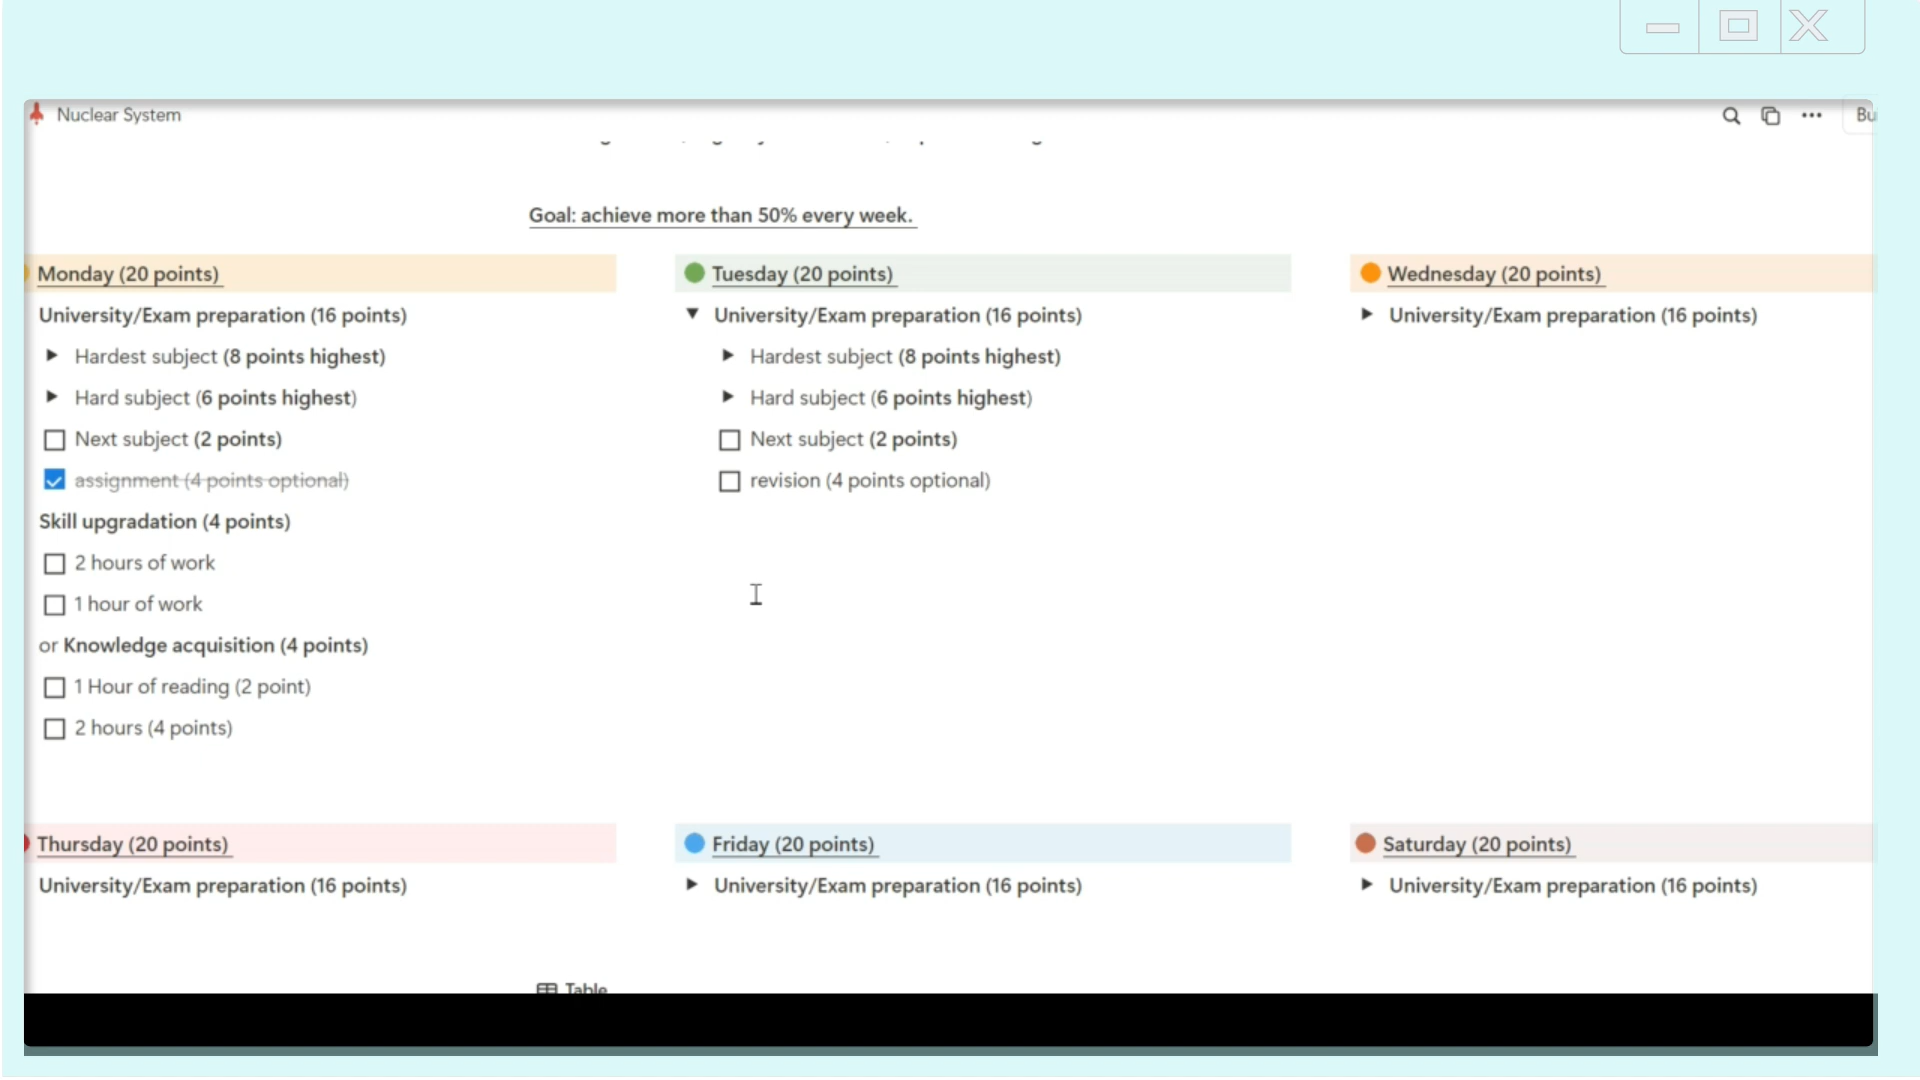 Nuclear System
Goal: achieve more than 50% every week.
Monday (20 points)
University/Exam preparation (16 points)
Hardest subject (8 points highest)
Hard subject (6 points highest)
Next subject (2 points)
assignment (4 points optional)
Skill upgradation (4 points)
2 hours of work
1 hour of work
or Knowledge acquisition (4 points)
1 Hour of reading (2 point)
2 hours (4 points)
Tuesday (20 points)
University/Exam preparation (16 points)
Hardest subject (8 points highest)
Hard subject (6 points highest)
Next subject (2 points)
revision (4 points optional)
Wednesday (20 points)
University/Exam preparation (16 points)
Thursday (20 points)
University/Exam preparation (16 points)
Friday (20 points)
University/Exam preparation (16 points)
Saturday (20 points)
University/Exam preparation (16 points)
Table